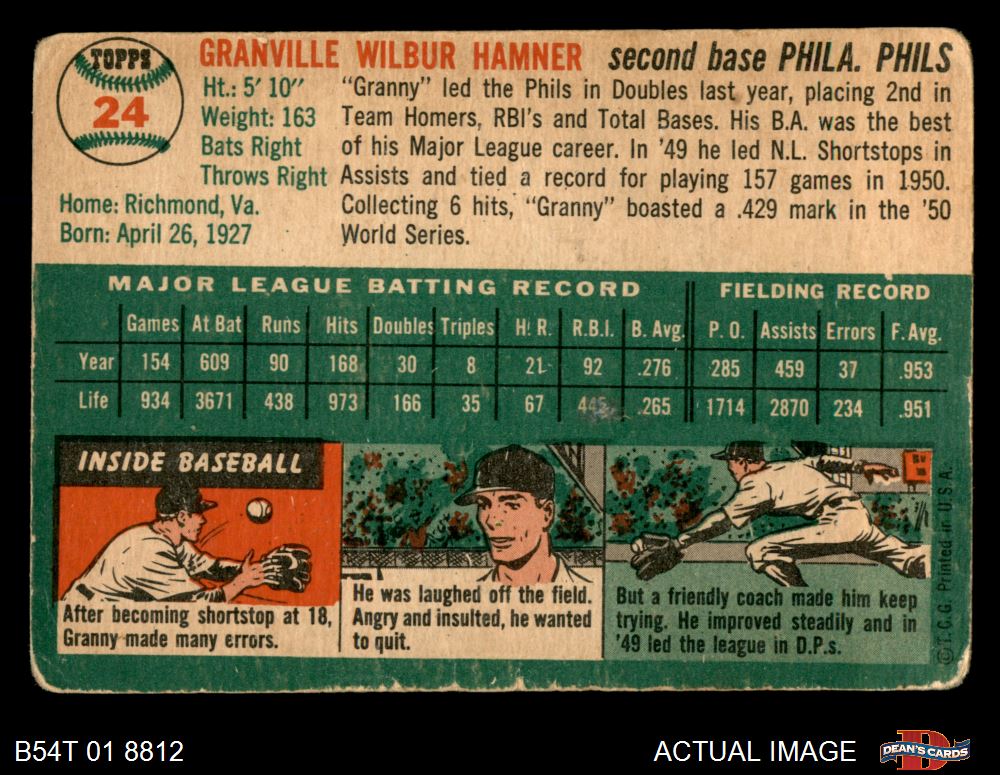 TOPPS
24
GRANVILLE WILBUR HAMNER second base PHILA. PHILS
Ht.: 5' 10"
Weight: 163
Bats Right
Throws Right
Home: Richmond, Va.
Born: April 26, 1927
"Granny" led the Phils in Doubles last year, placing 2nd in
Team Homers, RBI's and Total Bases. His B.A. was the best
of his Major League career. In '49 he led N.L. Shortstops in
Assists and tied a record for playing 157 games in 1950.
Collecting 6 hits, "Granny" boasted a .429 mark in the '50
World Series.
MAJOR LEAGUE BATTING RECORD FIELDING RECORD
Games At Bat Runs Hits Doubles Triples H. R. R.B.I. B. Avg. P. O. Assists Errors F. Avg.
Year 154 609 90 168 30 8 21 92 .276 285 459 37 .953
Life 934 3671 438 973 166 35 67 .265 1714 2870 234 .951
INSIDE BASEBALL
After becoming shortstop at 18,
Granny made many errors.
He was laughed off the field.
Angry and insulted, he wanted
to quit.
But a friendly coach made him keep
trying. He improved steadily and in
'49 led the league in D.P.s.
©T.C.G. Printed in U.S.A.
B54T 01 8812
ACTUAL IMAGE
DEAN'S CARDS